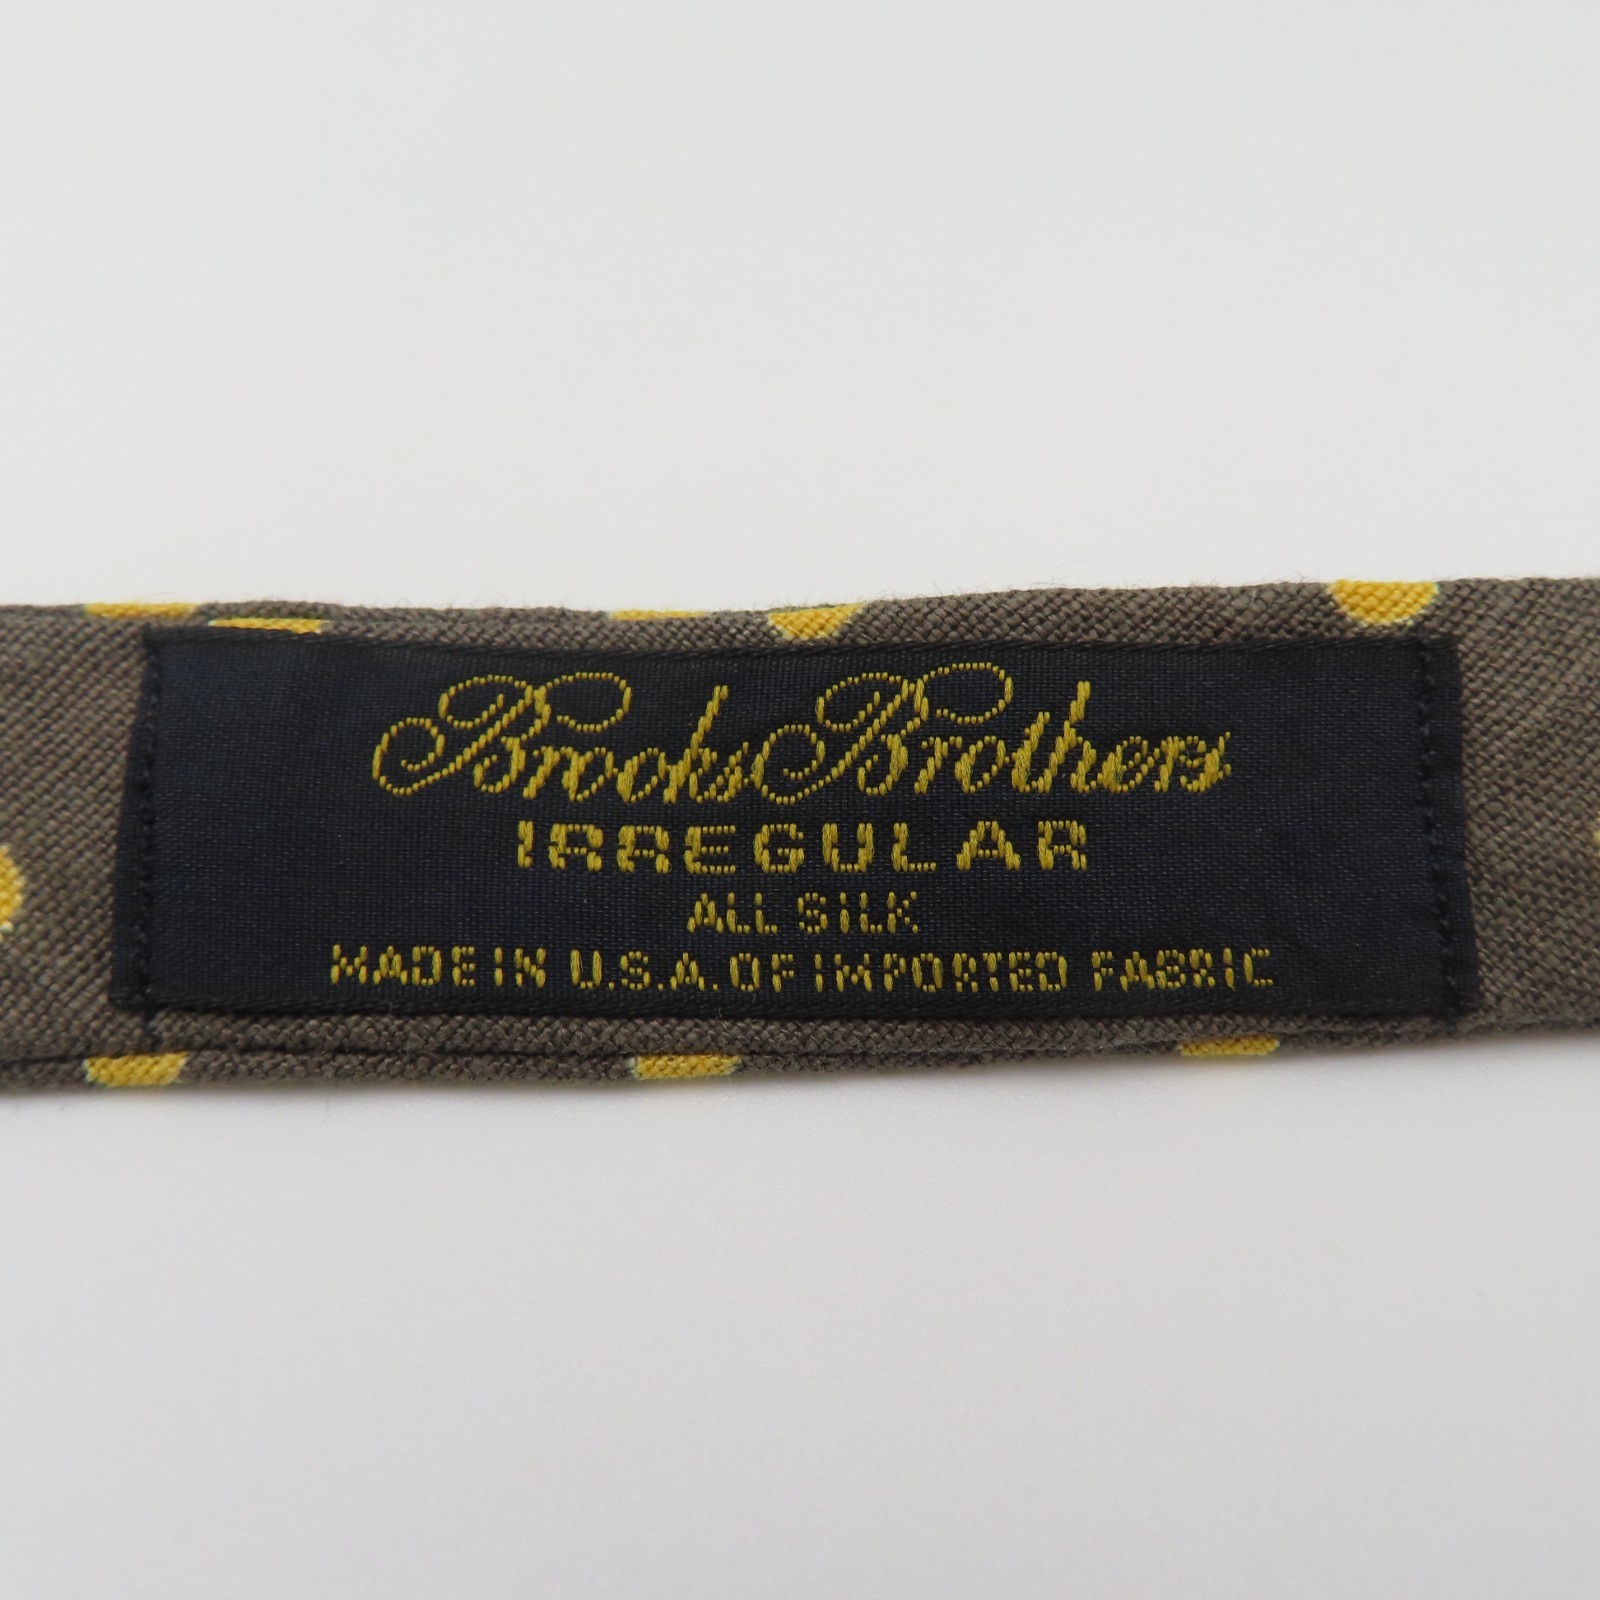 Brooks Brothers
IRREGULAR
ALL SILK
MADE IN U.S.A. OF IMPORTED FABRIC